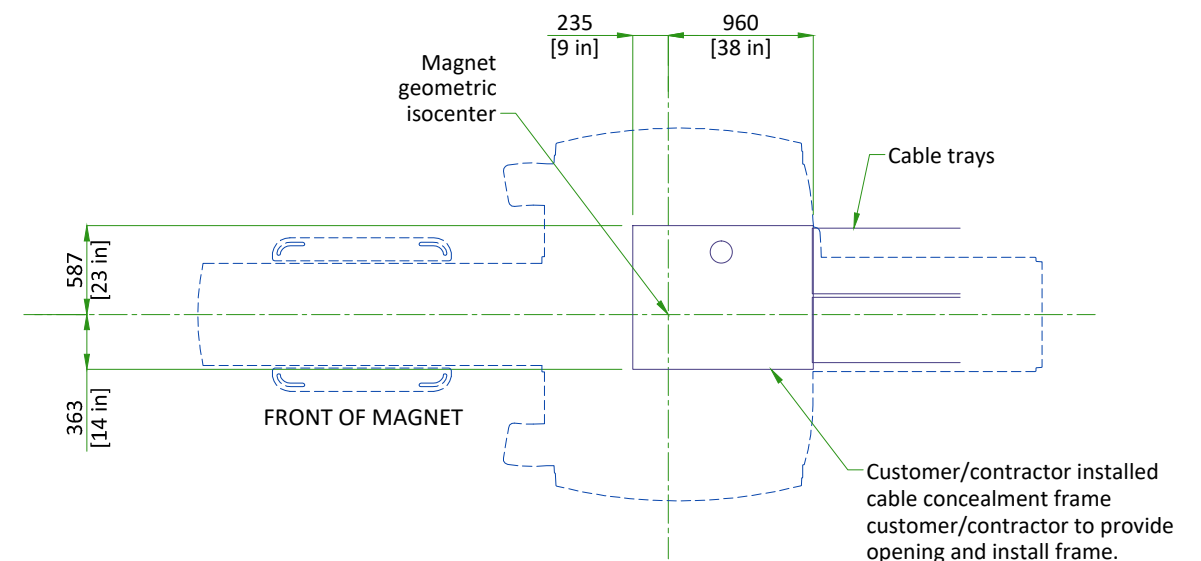 235
[9 in]
960
[38 in]
Magnet
geometric
isocenter
Cable trays
587
[23 in]
363
[14 in]
FRONT OF MAGNET
Customer/contractor installed
cable concealment frame
customer/contractor to provide
opening and install frame.